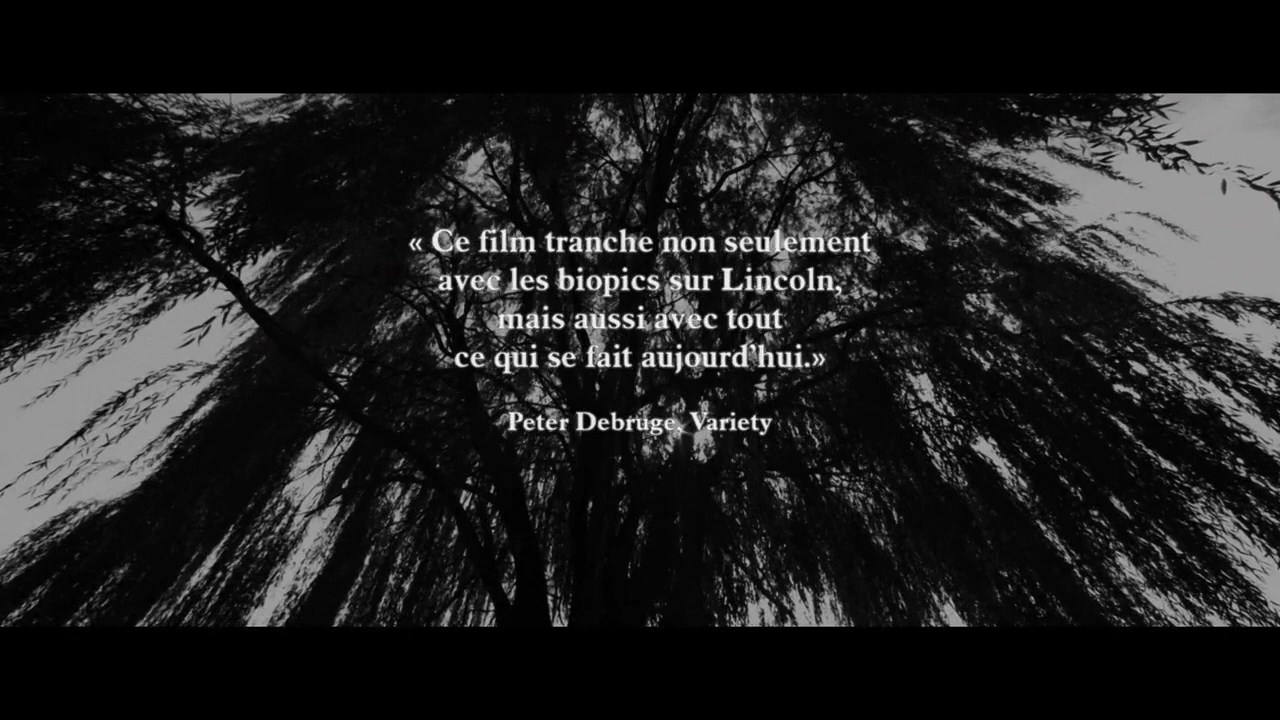 « Ce film tranche non seulement
avec les biopics sur Lincoln,
mais aussi avec tout
ce qui se fait aujourd'hui.»
Peter Debruge, Variety